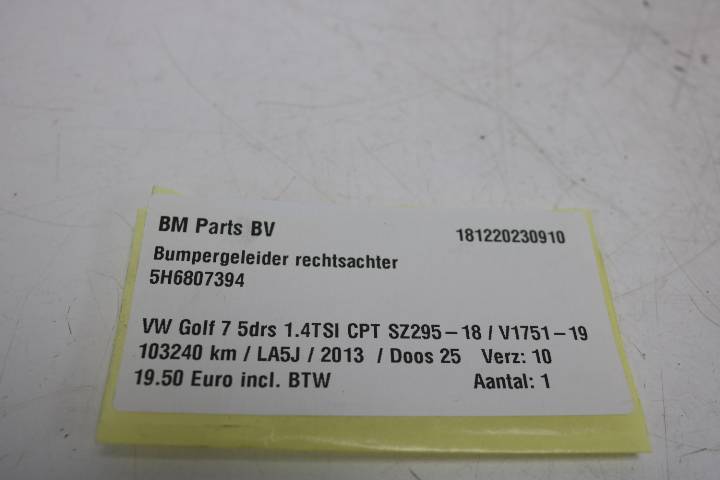 BM Parts BV 181220230910
Bumpergeleider rechtsachter
5H6807394
VW Golf 7 5drs 1.4TSI CPT SZ295-18 / V1751-19
103240 km / LA5J / 2013 / Doos 25 Verz: 10
19.50 Euro incl. BTW Aantal: 1